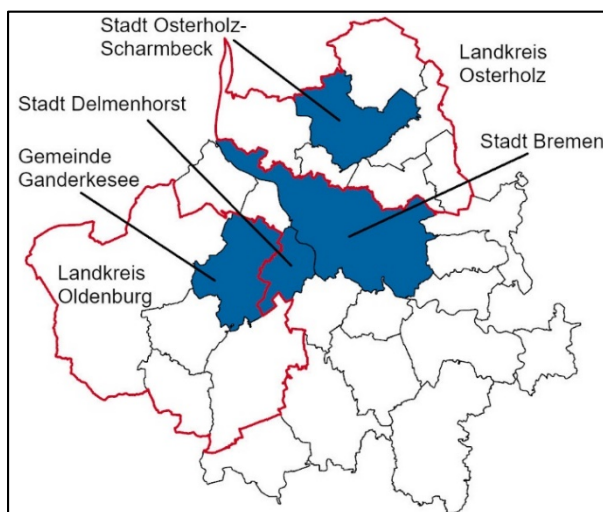 Stadt Osterholz-
Scharmbeck
Landkreis
Osterholz
Stadt Delmenhorst
Stadt Bremen
Gemeinde
Ganderkesee
Landkreis
Oldenburg